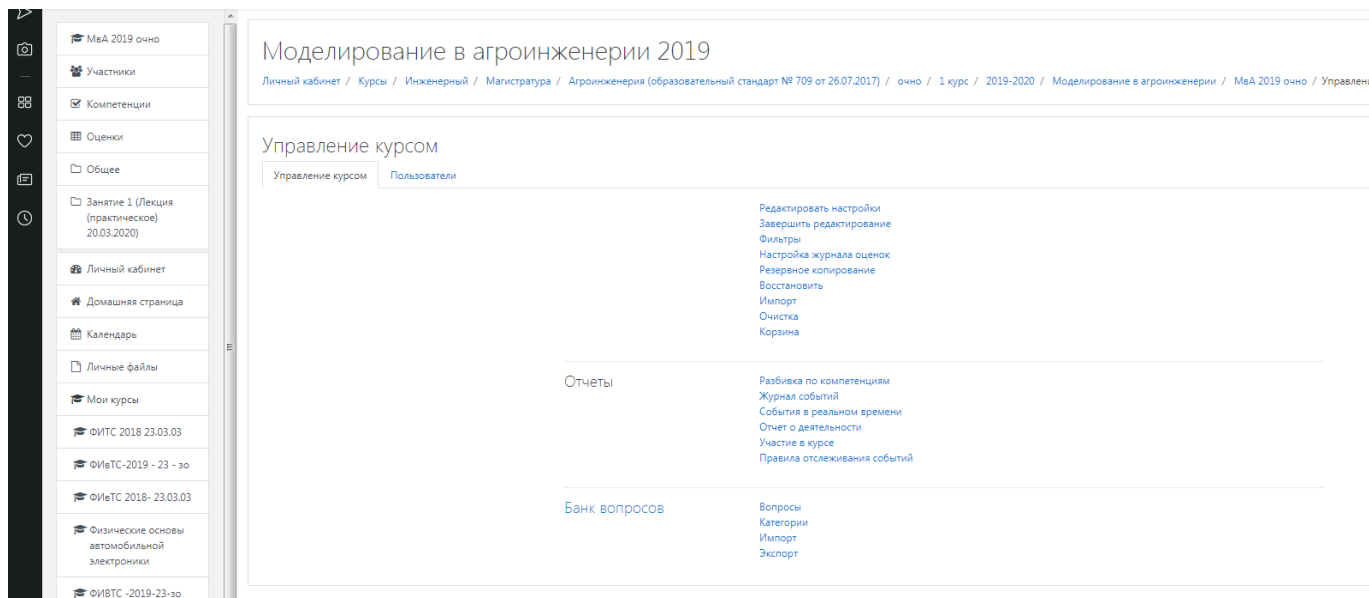 МвА 2019 очно
Участники
Компетенции
Оценки
Общее
Занятие 1 (Лекция
(практическое)
20.03.2020)
Личный кабинет
Домашняя страница
Календарь
Личные файлы
Мои курсы
ФИТС 2018 23.03.03
ФИвТС-2019 - 23 - зо
ФИвТС 2018- 23.03.03
Физические основы
автомобильной
электроники
ФИВТС -2019-23-зо
Моделирование в агроинженерии 2019
Личный кабинет / Курсы / Инженерный / Магистратура / Агроинженерия (образовательный стандарт № 709 от 26.07.2017) / очно / 1 курс / 2019-2020 / Моделирование в агроинженерии / МвА 2019 очно / Управлен
Управление курсом
Управление курсом Пользователи
Редактировать настройки
Завершить редактирование
Фильтры
Настройка журнала оценок
Резервное копирование
Восстановить
Импорт
Очистка
Корзина
Отчеты
Разбивка по компетенциям
Журнал событий
События в реальном времени
Отчет о деятельности
Участие в курсе
Правила отслеживания событий
Банк вопросов
Вопросы
Категории
Импорт
Экспорт